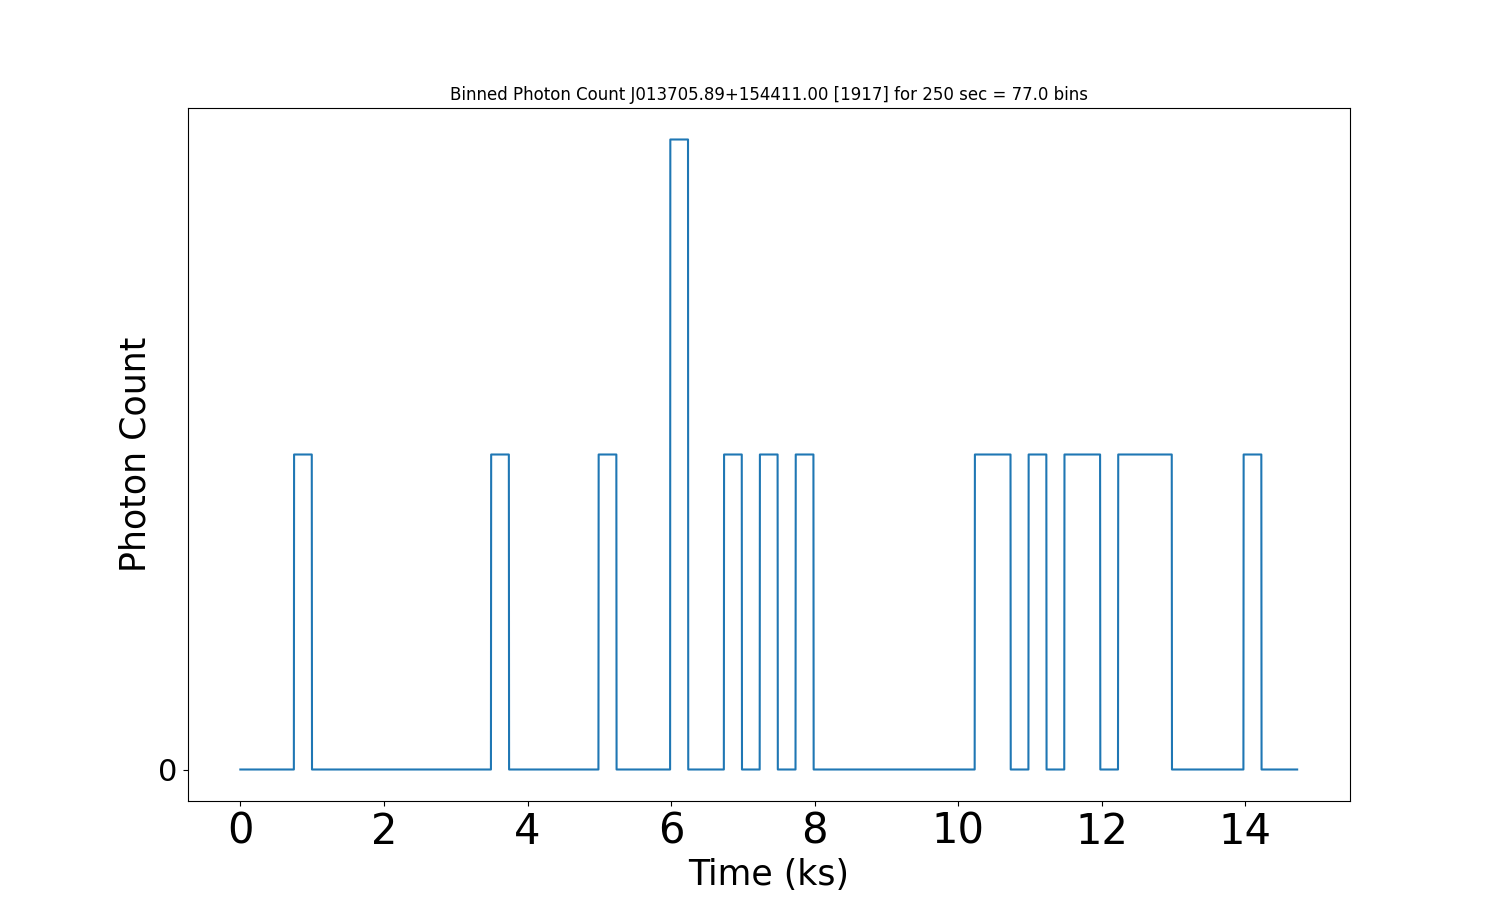 Binned Photon Count J013705.89+154411.00 [1917] for 250 sec = 77.0 bins
Photon Count
0
0 2 4 6 8 10 12 14
Time (ks)